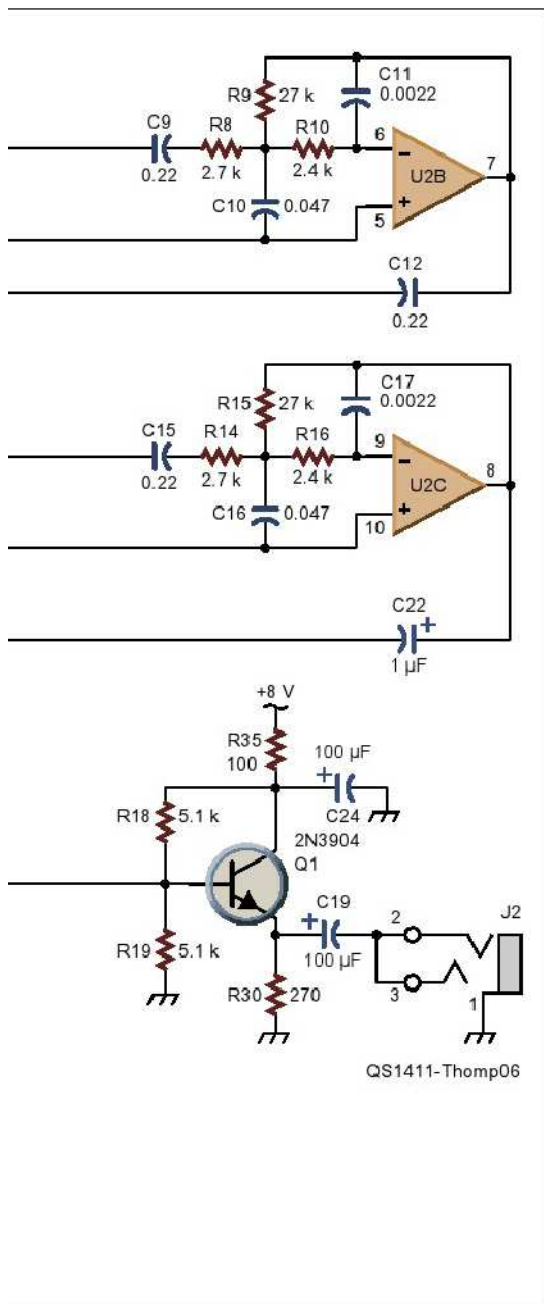 C11
0.0022
R9
27 k
C9
R8
R10
6
7
0.22
2.7 k
2.4 k
U2B
C10
0.047
5
C12
0.22
C17
0.0022
R15
27 k
C15
R14
R16
9
8
0.22
2.7 k
2.4 k
U2C
C16
0.047
10
C22
+
1 µF
+8 V
R35
100
100 µF
+
C24
R18
5.1 k
2N3904
Q1
C19
+
100 µF
2
J2
R19
5.1 k
3
1
R30
270
QS1411-Thomp06